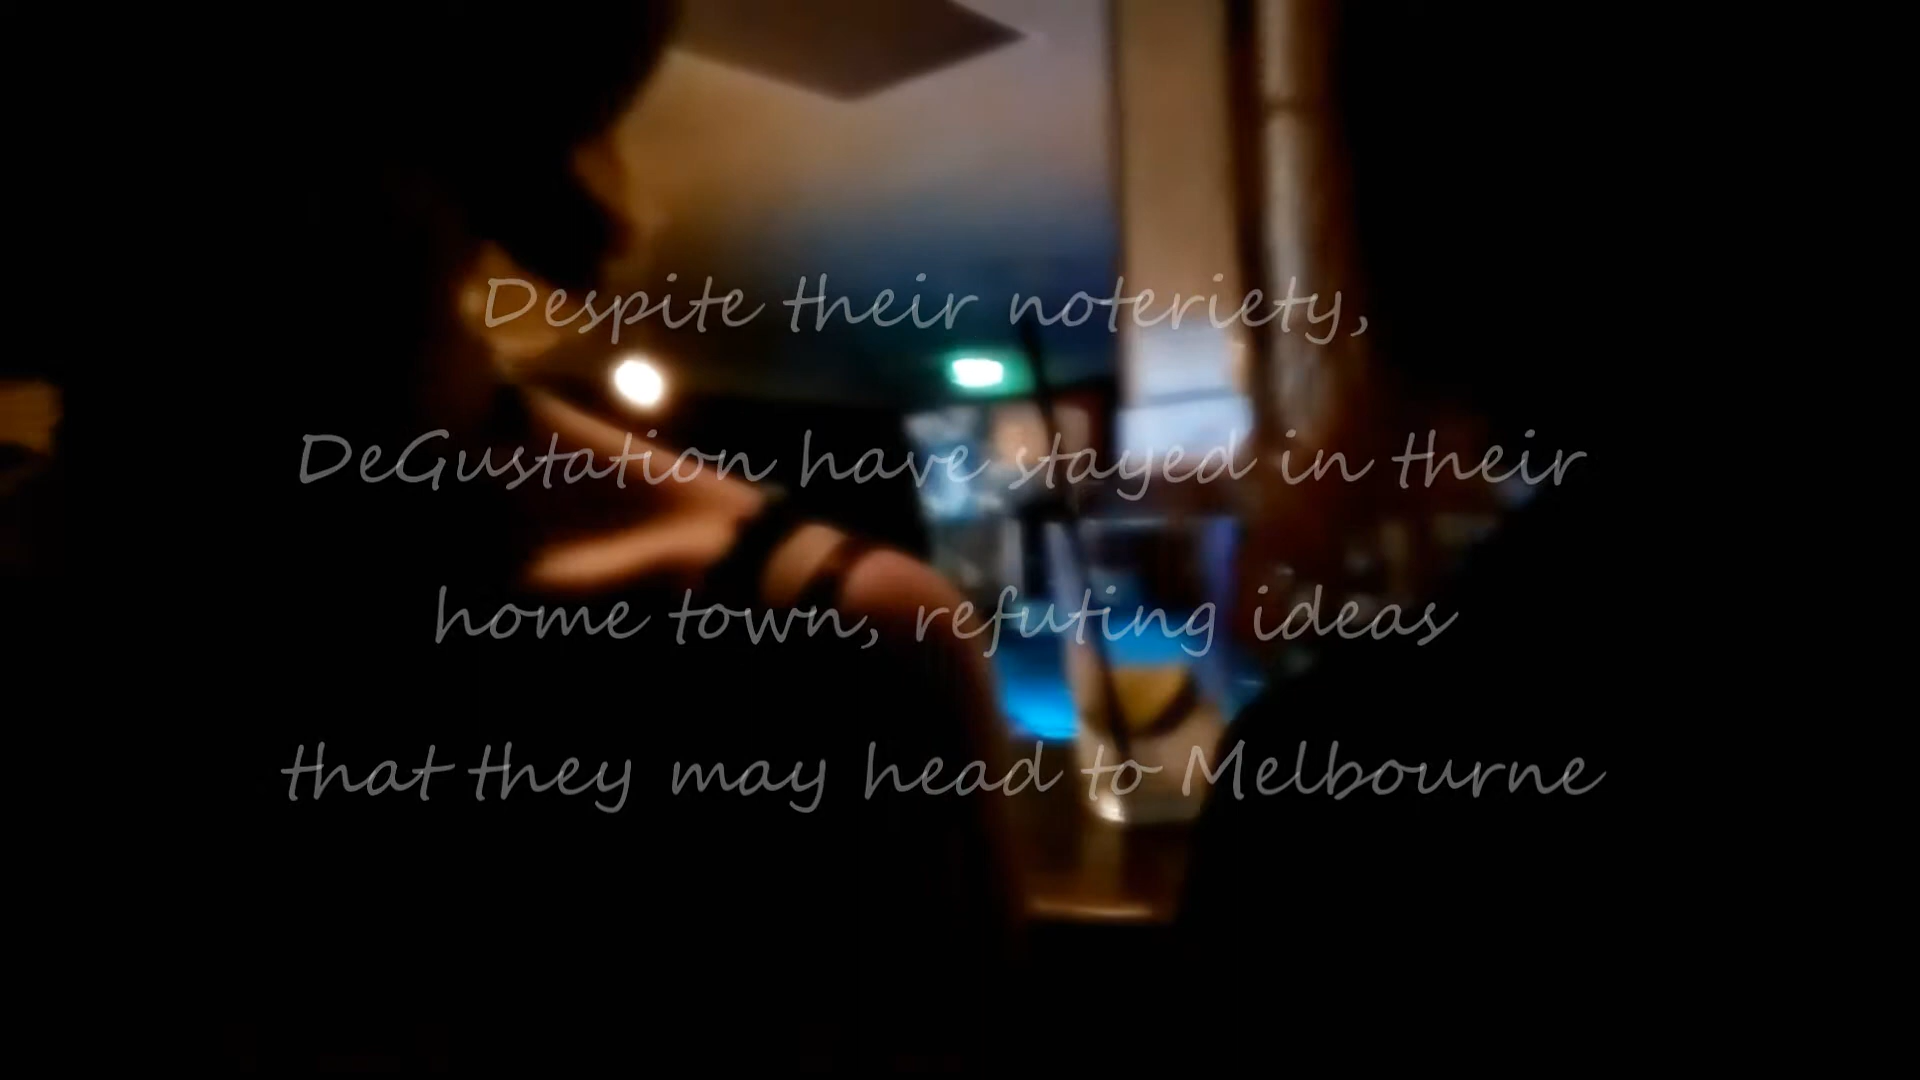 Despite their noteriety,
DeGustation have stayed in their
home town, refuting ideas
that they may head to Melbourne